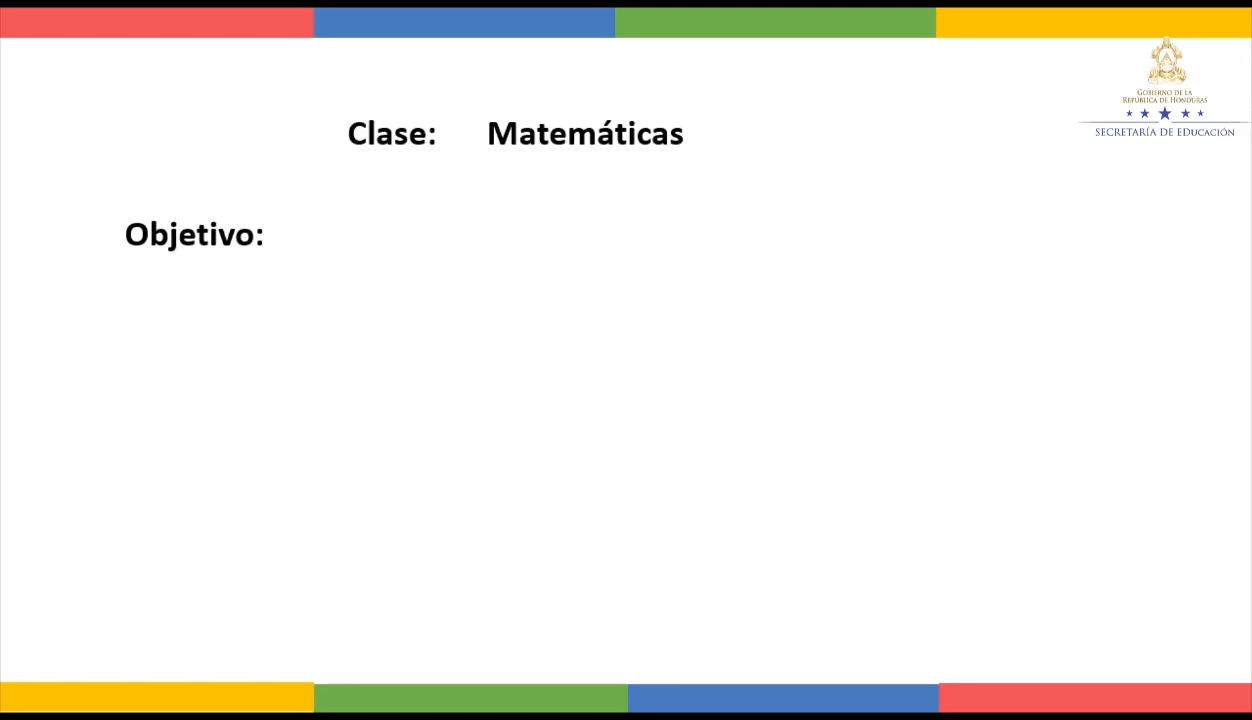 Clase: Matemáticas
GOBIERNO DE LA
REPÚBLICA DE HONDURAS
SECRETARÍA DE EDUCACIÓN
Objetivo: